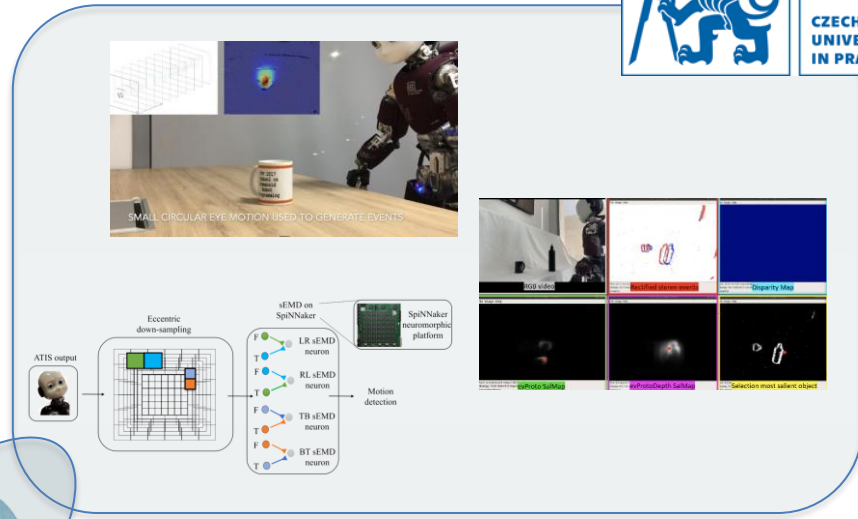 CZECH
UNIVE
IN PRA
SMALL CIRCULAR EYE MOTION USED TO GENERATE EVENTS
RGB video
Rectified stereo events
Disparity Map
evProto SalMap
evProtoDepth SalMap
Selection most salient object
sEMD on
SpiNNaker
SpiNNaker
neuromorphic
platform
Eccentric
down-sampling
ATIS output
F
LR sEMD
neuron
T
F
RL sEMD
neuron
T
F
TB sEMD
neuron
T
F
BT sEMD
neuron
T
Motion
detection